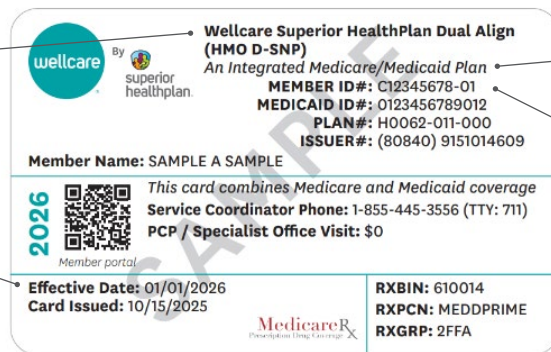 wellcare
By
superior
healthplan.
Wellcare Superior HealthPlan Dual Align
(HMO D-SNP)
An Integrated Medicare/Medicaid Plan
MEMBER ID#: C12345678-01
MEDICAID ID#: 0123456789012
PLAN#: H0062-011-000
ISSUER#: (80840) 9151014609
Member Name: SAMPLE A SAMPLE
SAMPLE
2026
Member portal
This card combines Medicare and Medicaid coverage
Service Coordinator Phone: 1-855-445-3556 (TTY: 711)
PCP / Specialist Office Visit: $0
Effective Date: 01/01/2026
Card Issued: 10/15/2025
MedicareRx
Prescription Drug Coverage
RXBIN: 610014
RXPCN: MEDDPRIME
RXGRP: 2FFA